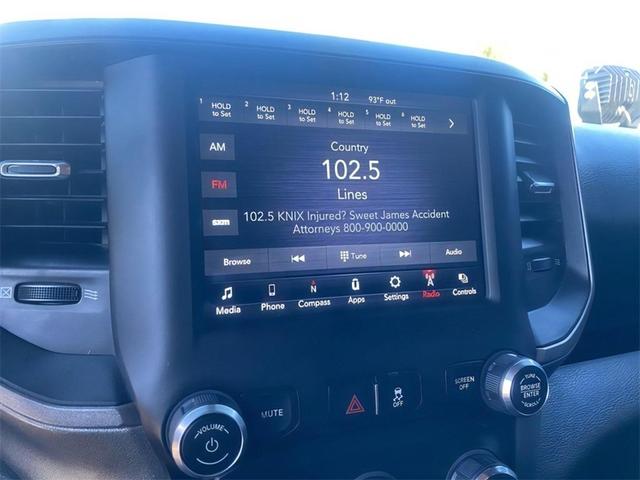 1:12 93°F out
1 HOLD to Set 2 HOLD to Set 3 HOLD to Set 4 HOLD to Set 5 HOLD to Set 6 HOLD to Set
AM
Country
102.5
FM
Lines
sxm
102.5 KNIX Injured? Sweet James Accident
Attorneys 800-900-0000
Browse Tune Audio
Media Phone Compass Apps Settings Radio Controls
N
VOLUME
MUTE
OFF
SCREEN
OFF
TUNE
BROWSE
ENTER
SCROLL